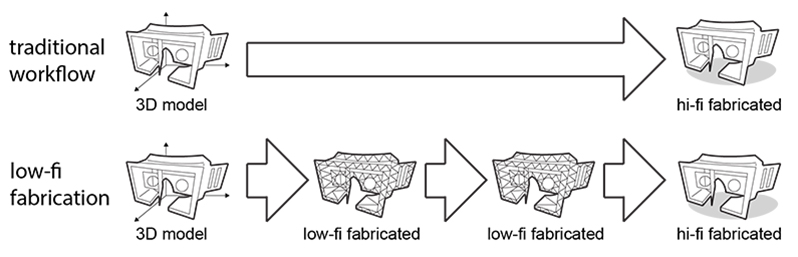 traditional
workflow
3D model
hi-fi fabricated
low-fi
fabrication
3D model
low-fi fabricated
low-fi fabricated
hi-fi fabricated